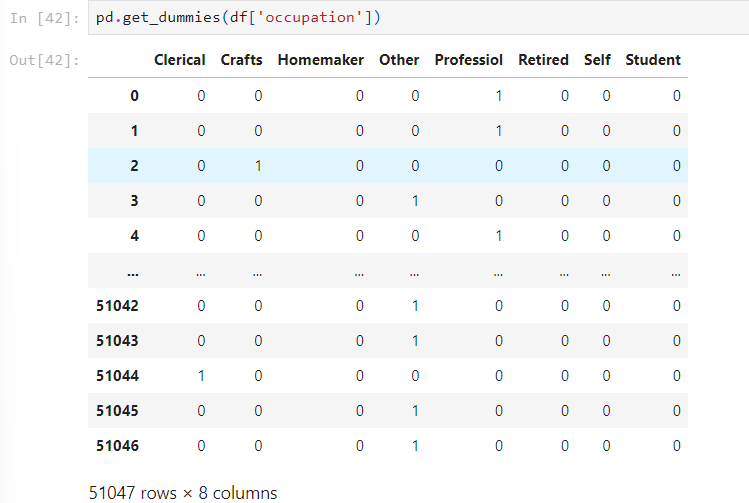 In [42]: pd.get_dummies(df['occupation'])
Out[42]:
Clerical Crafts Homemaker Other Professiol Retired Self Student
0 0 0 0 0 1 0 0 0
1 0 0 0 0 1 0 0 0
2 0 1 0 0 0 0 0 0
3 0 0 0 1 0 0 0 0
4 0 0 0 0 1 0 0 0
... ... ... ... ... ... ... ... ...
51042 0 0 0 1 0 0 0 0
51043 0 0 0 1 0 0 0 0
51044 1 0 0 0 0 0 0 0
51045 0 0 0 1 0 0 0 0
51046 0 0 0 1 0 0 0 0
51047 rows × 8 columns